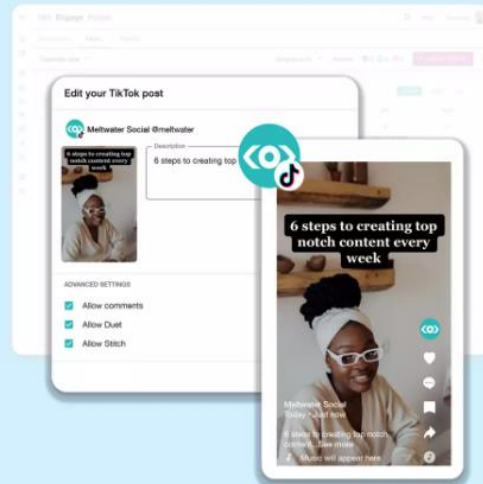 Engage
Edit your TikTok post
Meltwater Social @meltwater
6 steps to creating top
notch content every
week
Description
6 steps to creating top
ADVANCED SETTINGS
Allow comments
Allow Duet
Allow Stitch
6 steps to creating top
notch content every
week
Meltwater Social
Today • Just now
6 steps to creating top notch
content...See more
Music will appear here